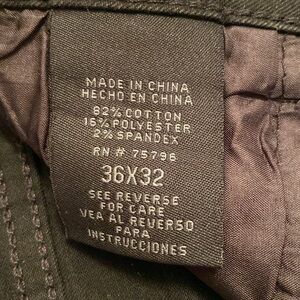 MADE IN CHINA
HECHO EN CHINA
82% COTTON
16% POLYESTER
2% SPANDEX
RN # 75796
36X32
SEE REVERSE
FOR CARE
VEA AL REVERSO
PARA
INSTRUCCIONES